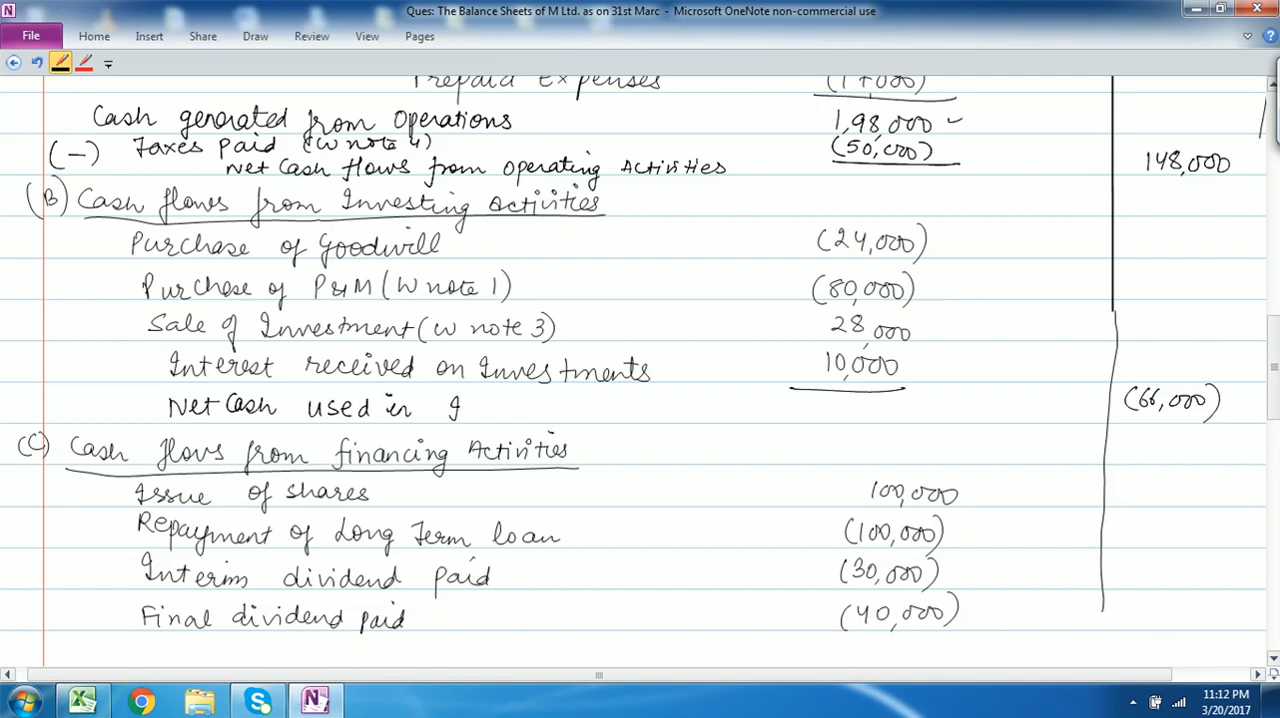 Ques: The Balance Sheets of M Ltd. as on 31st Marc - Microsoft OneNote non-commercial use
File Home Insert Share Draw Review View Pages
Prepaid Expenses (17000)
Cash generated from Operations 1,98,000
(-) Taxes Paid (W note 4) (50,000)
Net Cash flows from Operating Activities 148,000
(B) Cash flows from Investing Activities
Purchase of Goodwill (24,000)
Purchase of P&M (W note 1) (80,000)
Sale of Investment (W note 3) 28,000
Interest received on Investments 10,000
Net Cash used in I (66,000)
(C) Cash flows from financing Activities
Issue of shares 100,000
Repayment of Long Term loan (100,000)
Interim dividend paid (30,000)
Final dividend paid (40,000)
11:12 PM
3/20/2017